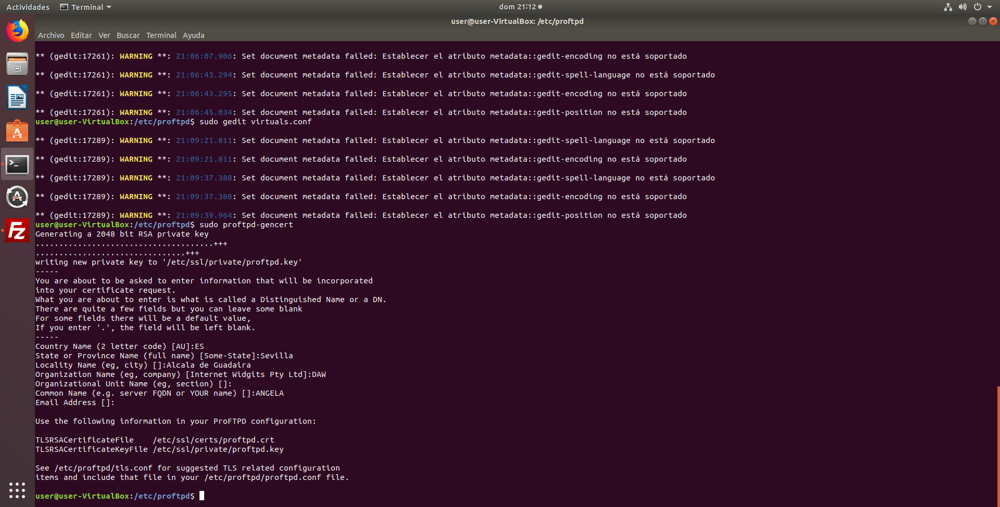 Actividades Terminal dom 21:12
user@user-VirtualBox: /etc/proftpd
Archivo Editar Ver Buscar Terminal Ayuda
** (gedit:17261): WARNING **: 21:06:07.906: Set document metadata failed: Establecer el atributo metadata::gedit-encoding no está soportado
** (gedit:17261): WARNING **: 21:06:43.294: Set document metadata failed: Establecer el atributo metadata::gedit-spell-language no está soportado
** (gedit:17261): WARNING **: 21:06:43.295: Set document metadata failed: Establecer el atributo metadata::gedit-encoding no está soportado
** (gedit:17261): WARNING **: 21:06:45.034: Set document metadata failed: Establecer el atributo metadata::gedit-position no está soportado
user@user-VirtualBox:/etc/proftpd$ sudo gedit virtuals.conf
** (gedit:17289): WARNING **: 21:09:21.811: Set document metadata failed: Establecer el atributo metadata::gedit-spell-language no está soportado
** (gedit:17289): WARNING **: 21:09:21.811: Set document metadata failed: Establecer el atributo metadata::gedit-encoding no está soportado
** (gedit:17289): WARNING **: 21:09:37.388: Set document metadata failed: Establecer el atributo metadata::gedit-spell-language no está soportado
** (gedit:17289): WARNING **: 21:09:37.388: Set document metadata failed: Establecer el atributo metadata::gedit-encoding no está soportado
** (gedit:17289): WARNING **: 21:09:39.964: Set document metadata failed: Establecer el atributo metadata::gedit-position no está soportado
user@user-VirtualBox:/etc/proftpd$ sudo proftpd-gencert
Generating a 2048 bit RSA private key
......................................+++
................................+++
writing new private key to '/etc/ssl/private/proftpd.key'
-----
You are about to be asked to enter information that will be incorporated
into your certificate request.
What you are about to enter is what is called a Distinguished Name or a DN.
There are quite a few fields but you can leave some blank
For some fields there will be a default value,
If you enter '.', the field will be left blank.
-----
Country Name (2 letter code) [AU]:ES
State or Province Name (full name) [Some-State]:Sevilla
Locality Name (eg, city) []:Alcala de Guadaira
Organization Name (eg, company) [Internet Widgits Pty Ltd]:DAW
Organizational Unit Name (eg, section) []:
Common Name (e.g. server FQDN or YOUR name) []:ANGELA
Email Address []:
Use the following information in your ProFTPD configuration:
TLSRSACertificateFile    /etc/ssl/certs/proftpd.crt
TLSRSACertificateKeyFile /etc/ssl/private/proftpd.key
See /etc/proftpd/tls.conf for suggested TLS related configuration
items and include that file in your /etc/proftpd/proftpd.conf file.
user@user-VirtualBox:/etc/proftpd$